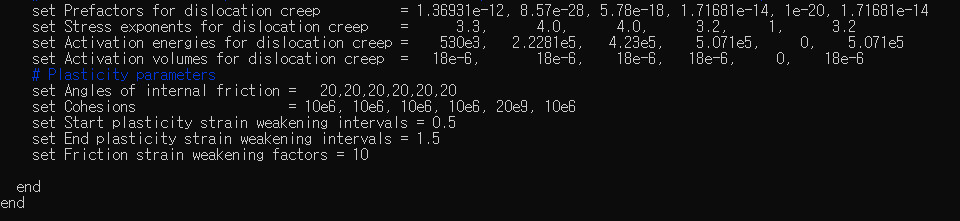 set Prefactors for dislocation creep = 1.36931e-12, 8.57e-28, 5.78e-18, 1.71681e-14, 1e-20, 1.71681e-14
set Stress exponents for dislocation creep = 3.3, 4.0, 4.0, 3.2, 1, 3.2
set Activation energies for dislocation creep = 530e3, 2.2281e5, 4.23e5, 5.071e5, 0, 5.071e5
set Activation volumes for dislocation creep = 18e-6, 18e-6, 18e-6, 18e-6, 0, 18e-6
# Plasticity parameters
set Angles of internal friction = 20,20,20,20,20,20
set Cohesions = 10e6, 10e6, 10e6, 10e6, 20e9, 10e6
set Start plasticity strain weakening intervals = 0.5
set End plasticity strain weakening intervals = 1.5
set Friction strain weakening factors = 10
end
end